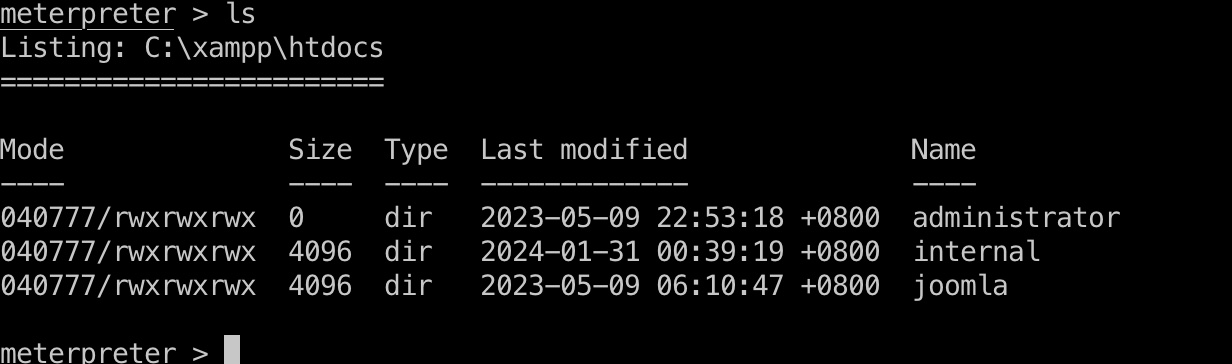 meterpreter > ls
Listing: C:\xampp\htdocs
========================
Mode              Size  Type  Last modified              Name
----              ----  ----  -------------              ----
040777/rwxrwxrwx  0     dir   2023-05-09 22:53:18 +0800  administrator
040777/rwxrwxrwx  4096  dir   2024-01-31 00:39:19 +0800  internal
040777/rwxrwxrwx  4096  dir   2023-05-09 06:10:47 +0800  joomla
meterpreter >